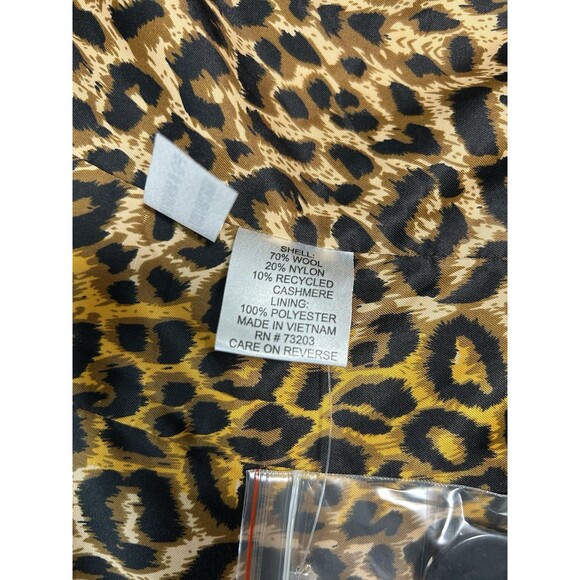 SHELL:
70% WOOL
20% NYLON
10% RECYCLED
CASHMERE
LINING:
100% POLYESTER
MADE IN VIETNAM
RN # 73203
CARE ON REVERSE